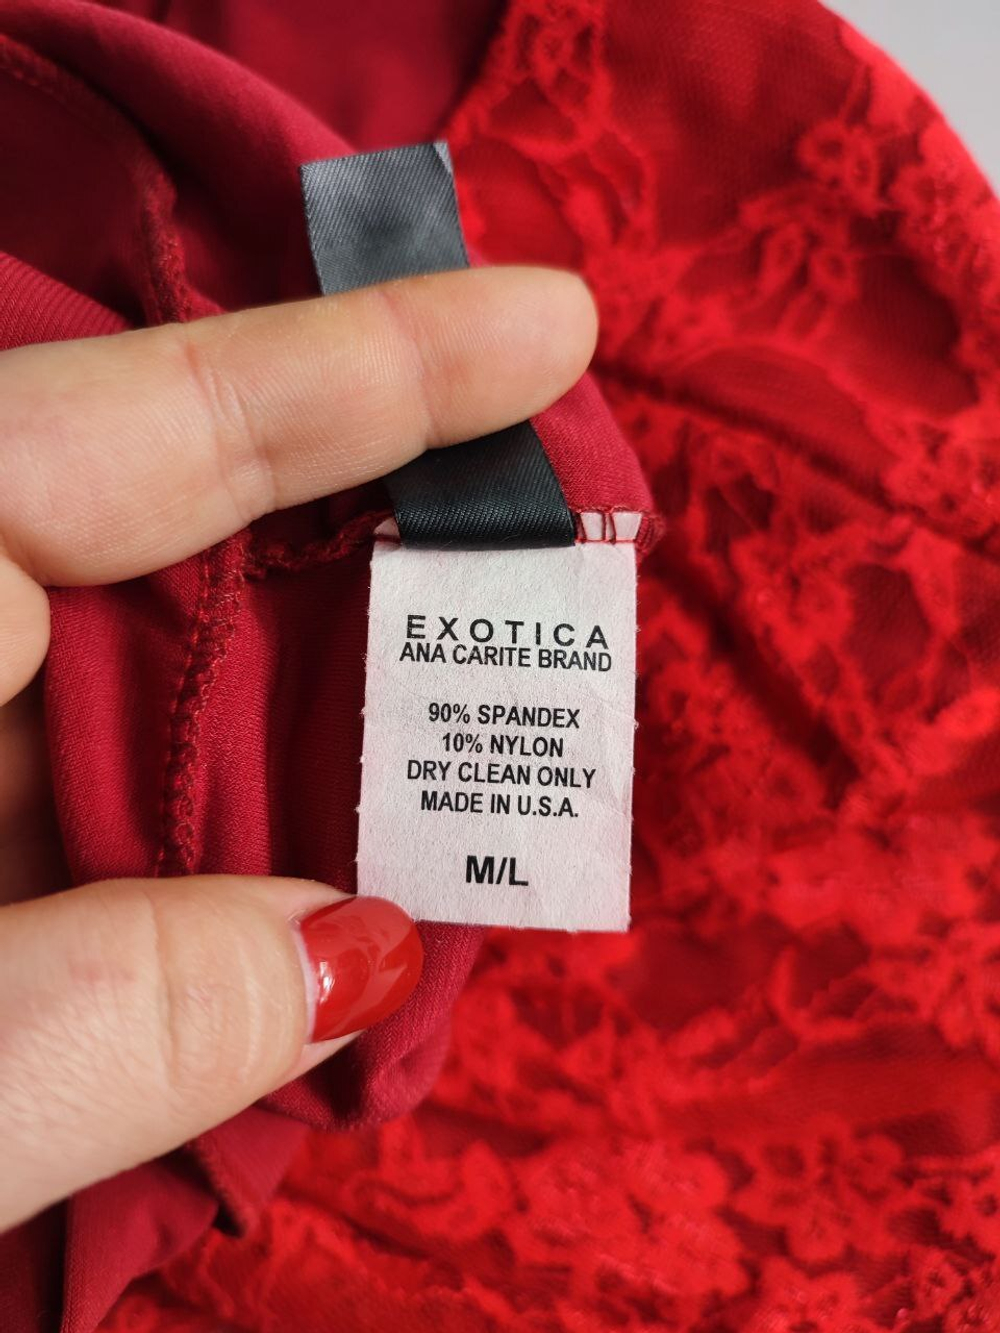 EXOTICA
ANA CARITE BRAND
90% SPANDEX
10% NYLON
DRY CLEAN ONLY
MADE IN U.S.A.
M/L